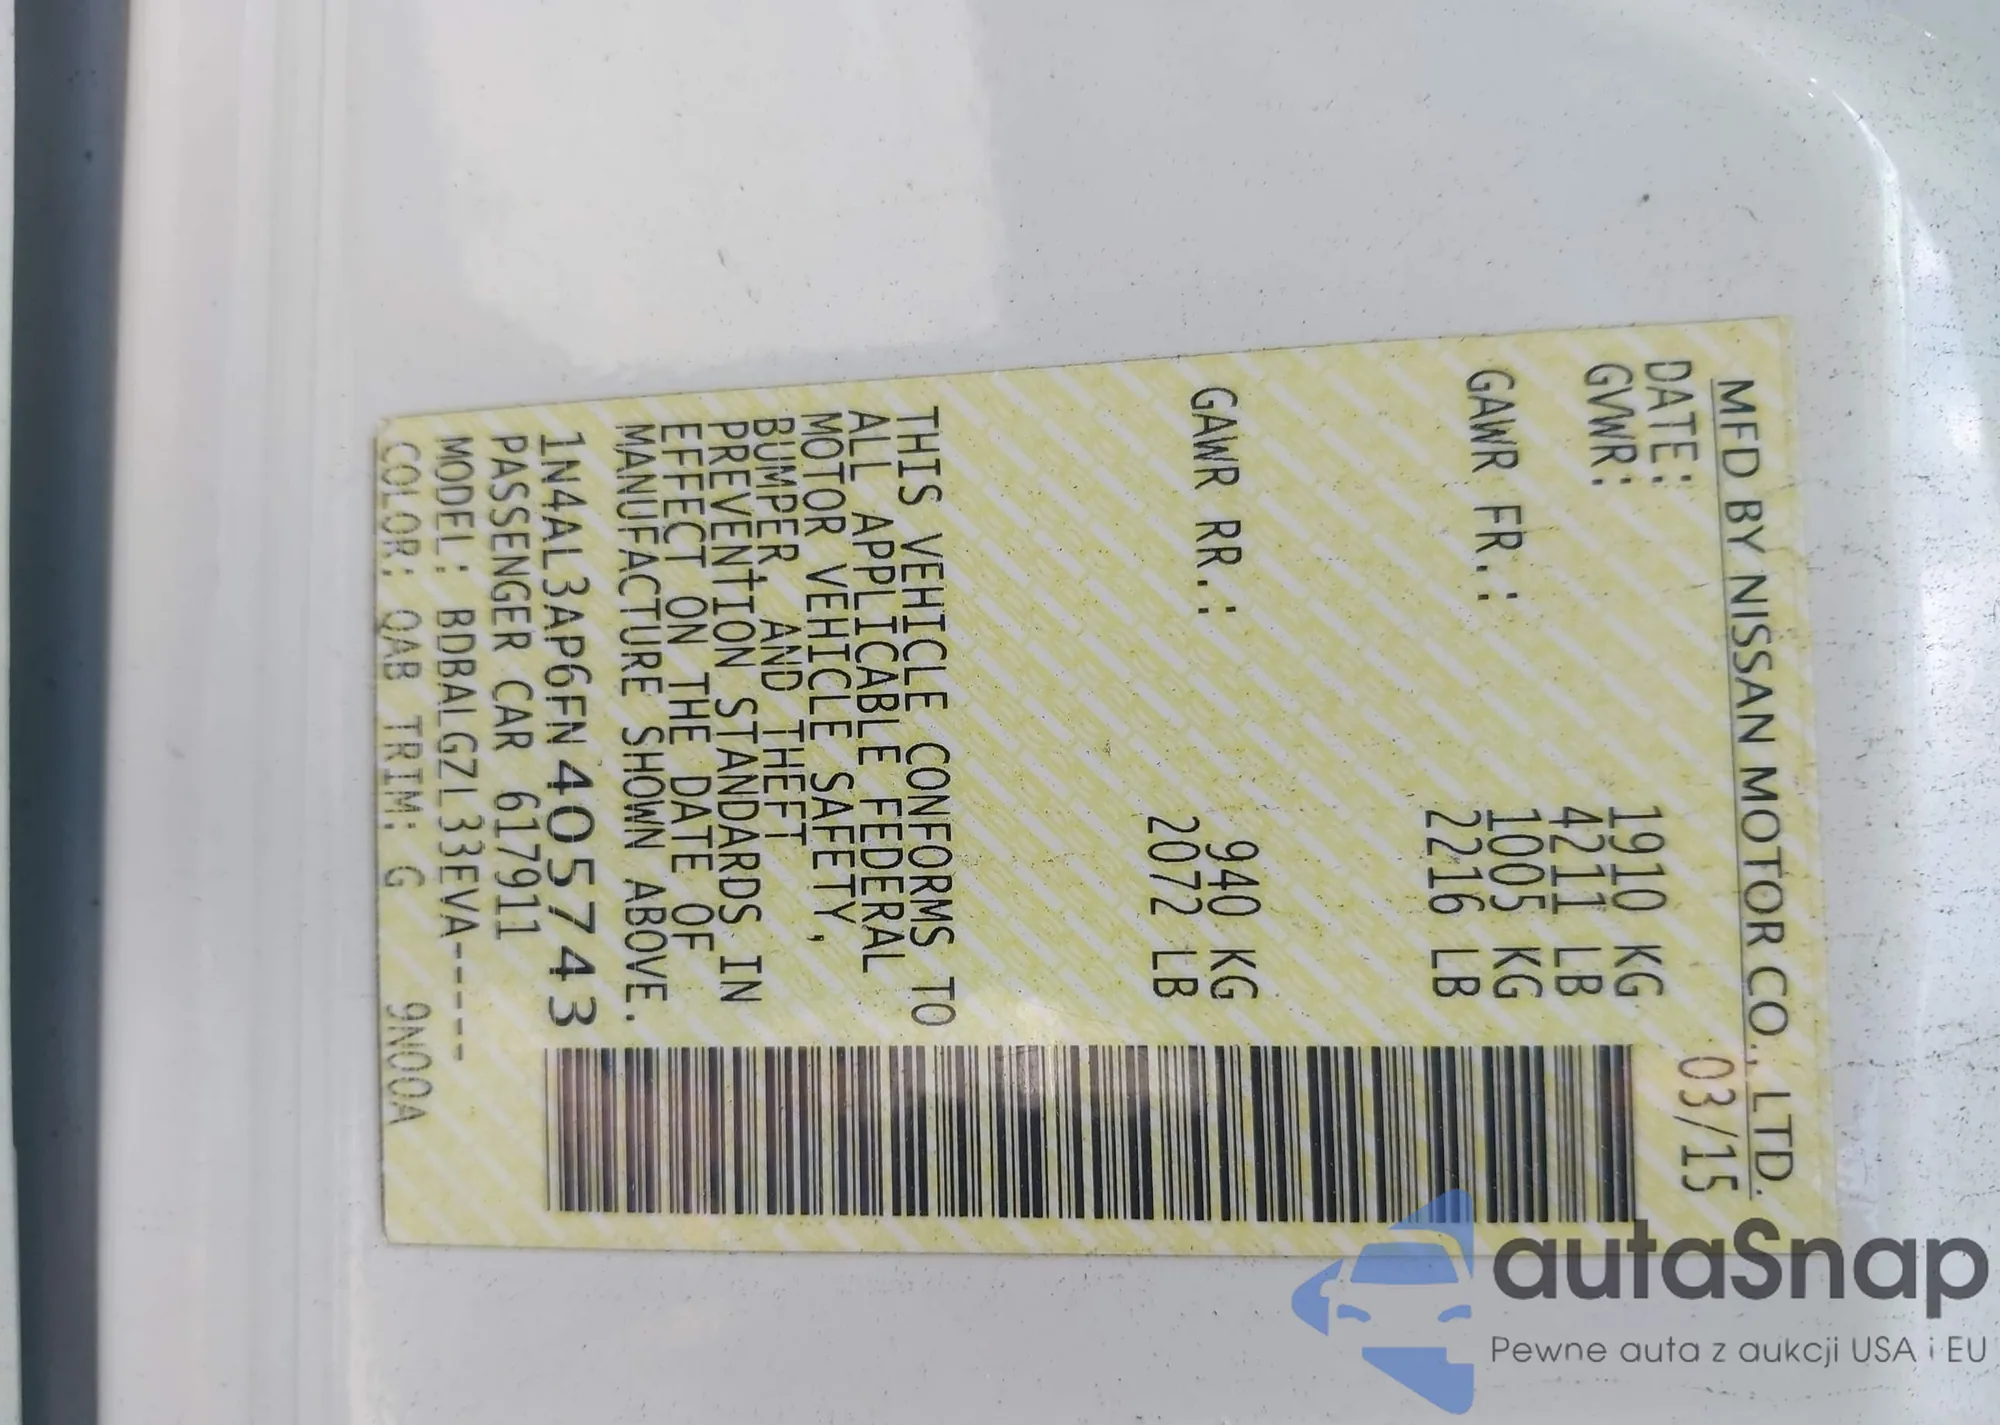 MFD BY NISSAN MOTOR CO., LTD.
DATE: 03/15
GVWR: 1910 KG
4211 LB
GAWR FR.: 1005 KG
2216 LB
GAWR RR.: 940 KG
2072 LB
THIS VEHICLE CONFORMS TO
ALL APPLICABLE FEDERAL
MOTOR VEHICLE SAFETY,
BUMPER, AND THEFT
PREVENTION STANDARDS IN
EFFECT ON THE DATE OF
MANUFACTURE SHOWN ABOVE.
1N4AL3AP6FN405743
PASSENGER CAR 617911
MODEL: BDBALGZL33EVA-----
COLOR: QAB TRIM: G 9N00A
autaSnap
Pewne auta z aukcji USA i EU